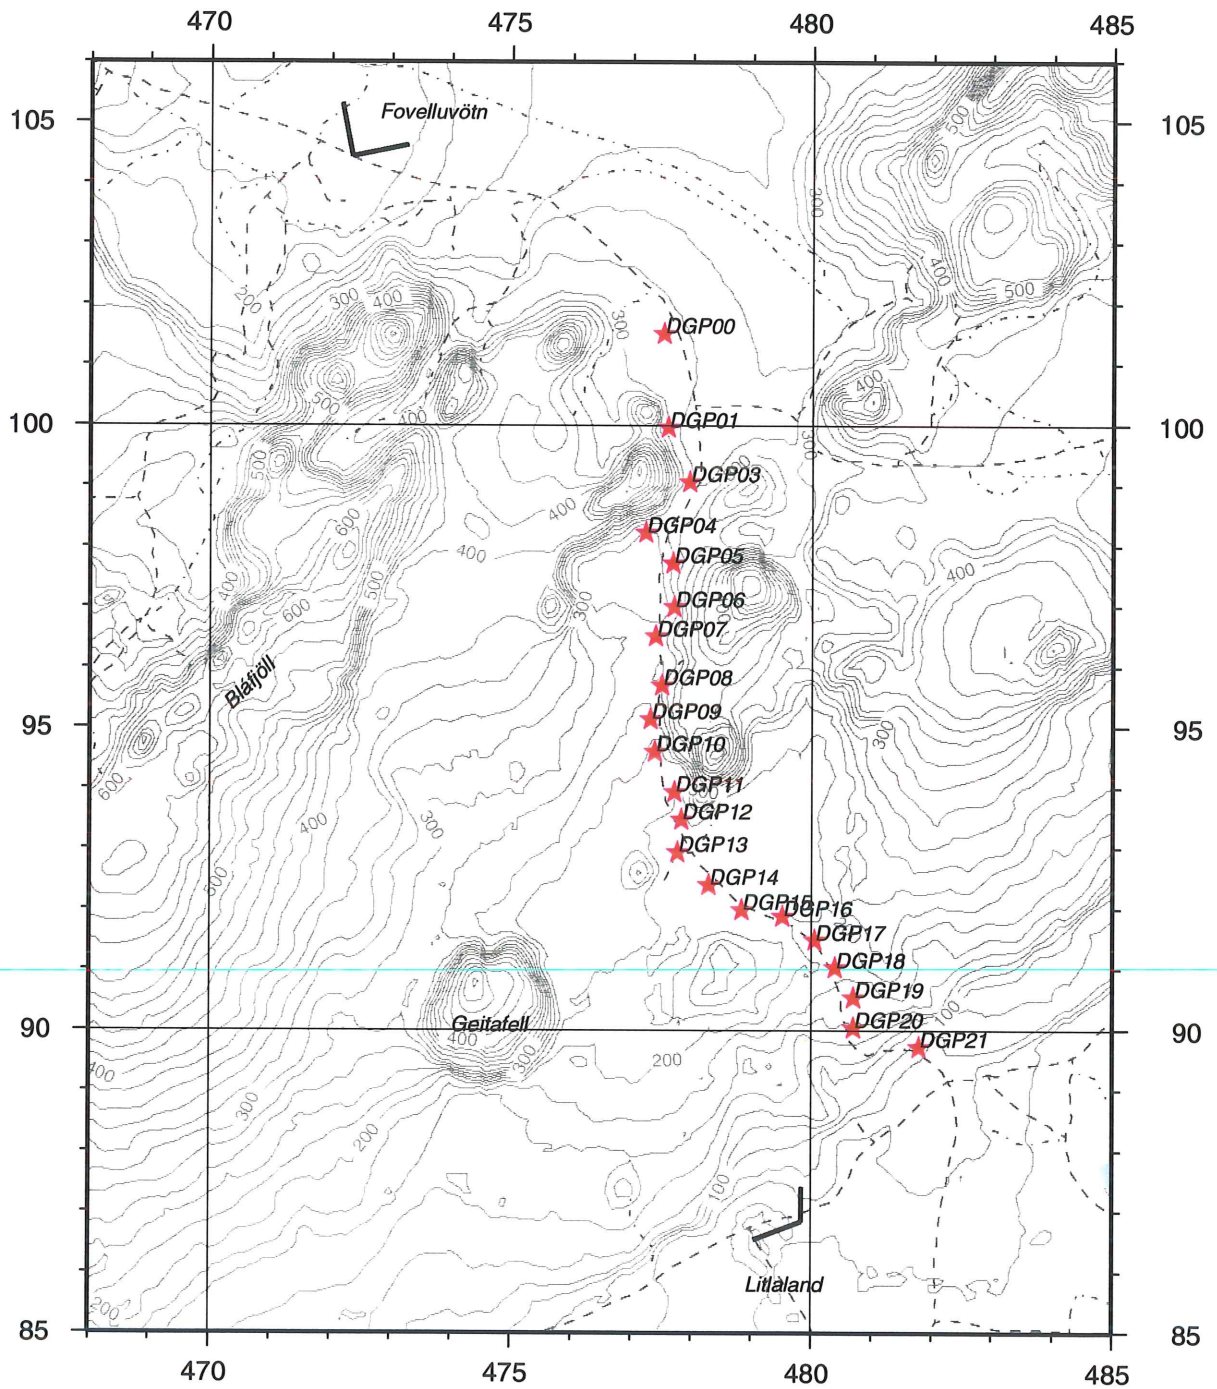 470 475 480 485
105 105
Fovelluvötn
500
300
400
200
300 400
500
300
DGP00
400
500
400
100 100
DGP01
300
500
DGP03
400
600
DGP04
400
DGP05
400
400
500
DGP06
600
300
DGP07
Bláfjöll
DGP08
DGP09
95 95
300
DGP10
600
DGP11
DGP12
400
300
DGP13
500
DGP14
DGP15
DGP16
DGP17
DGP18
DGP19
100
DGP20
90 90
Geitafell
400
DGP21
300
200
400
300
200
100
Litlaland
200
85 85
470 475 480 485